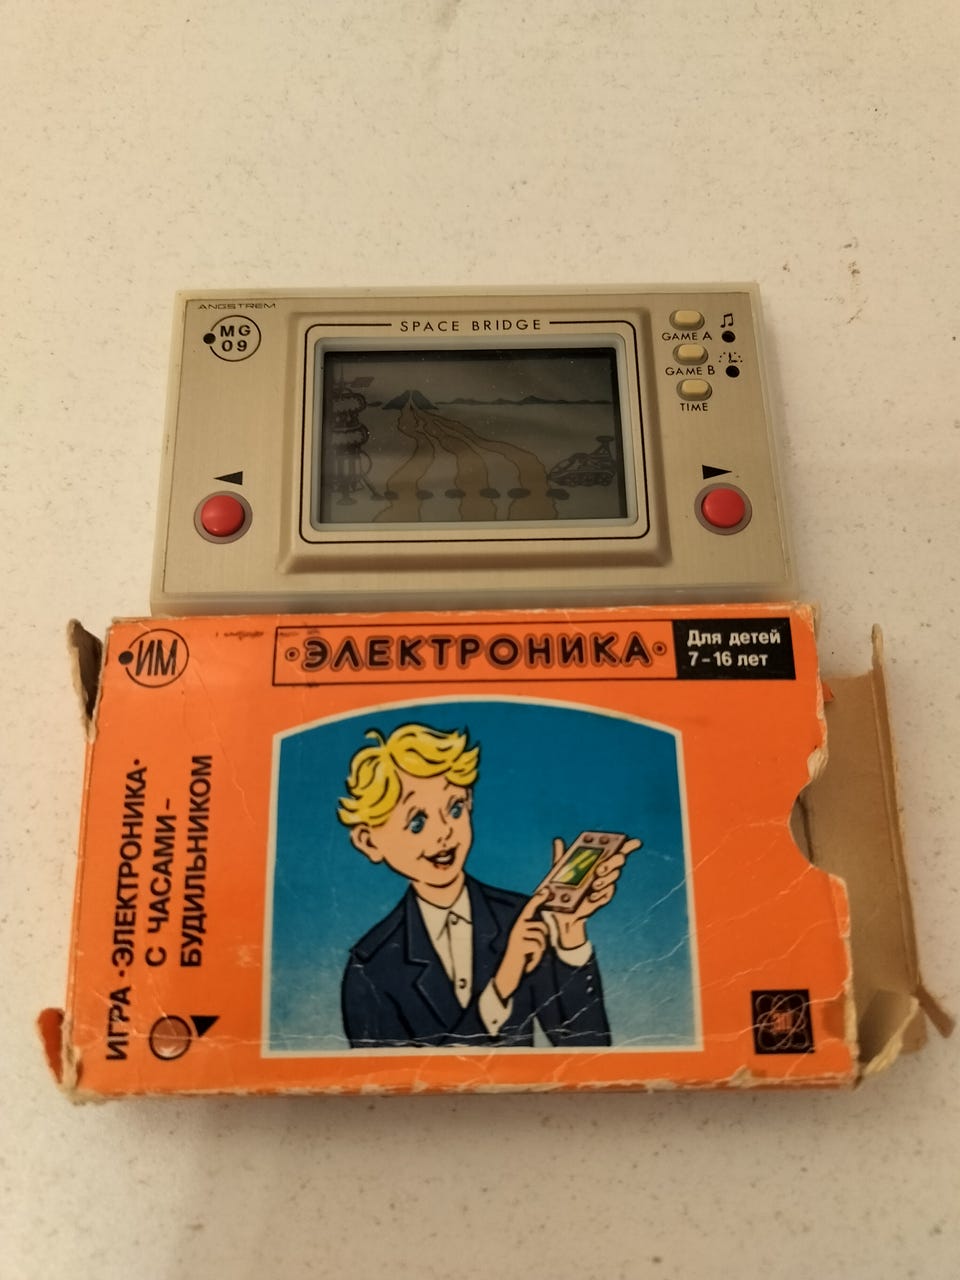 ANGSTREM
MG
09
SPACE BRIDGE
GAME A
GAME B
TIME
ИМ
·ЭЛЕКТРОНИКА·
Для детей
7-16 лет
ИГРА ·ЭЛЕКТРОНИКА·
С ЧАСАМИ-
БУДИЛЬНИКОМ